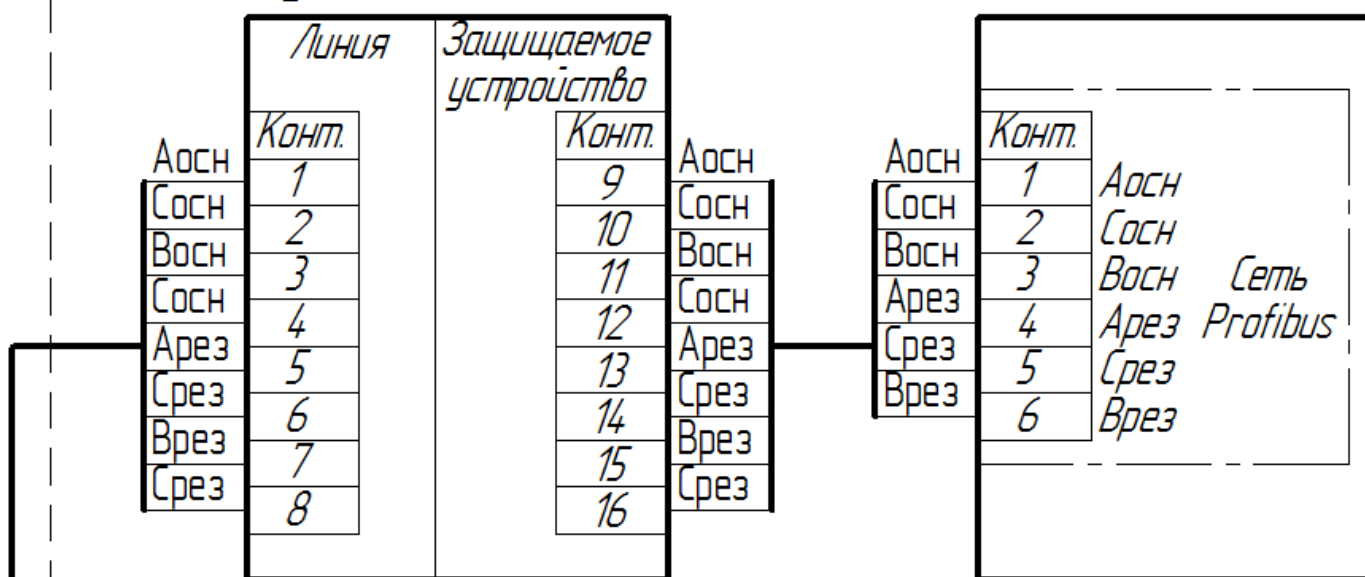 Линия
Защищаемое
устройство
Аосн
Сосн
Восн
Сосн
Арез
Срез
Врез
Срез
Конт.
1
2
3
4
5
6
7
8
Конт.
9
10
11
12
13
14
15
16
Аосн
Сосн
Восн
Сосн
Арез
Срез
Врез
Срез
Аосн
Сосн
Восн
Арез
Срез
Врез
Конт.
1 Аосн
2 Сосн
3 Восн
4 Арез
5 Срез
6 Врез
Сеть
Profibus